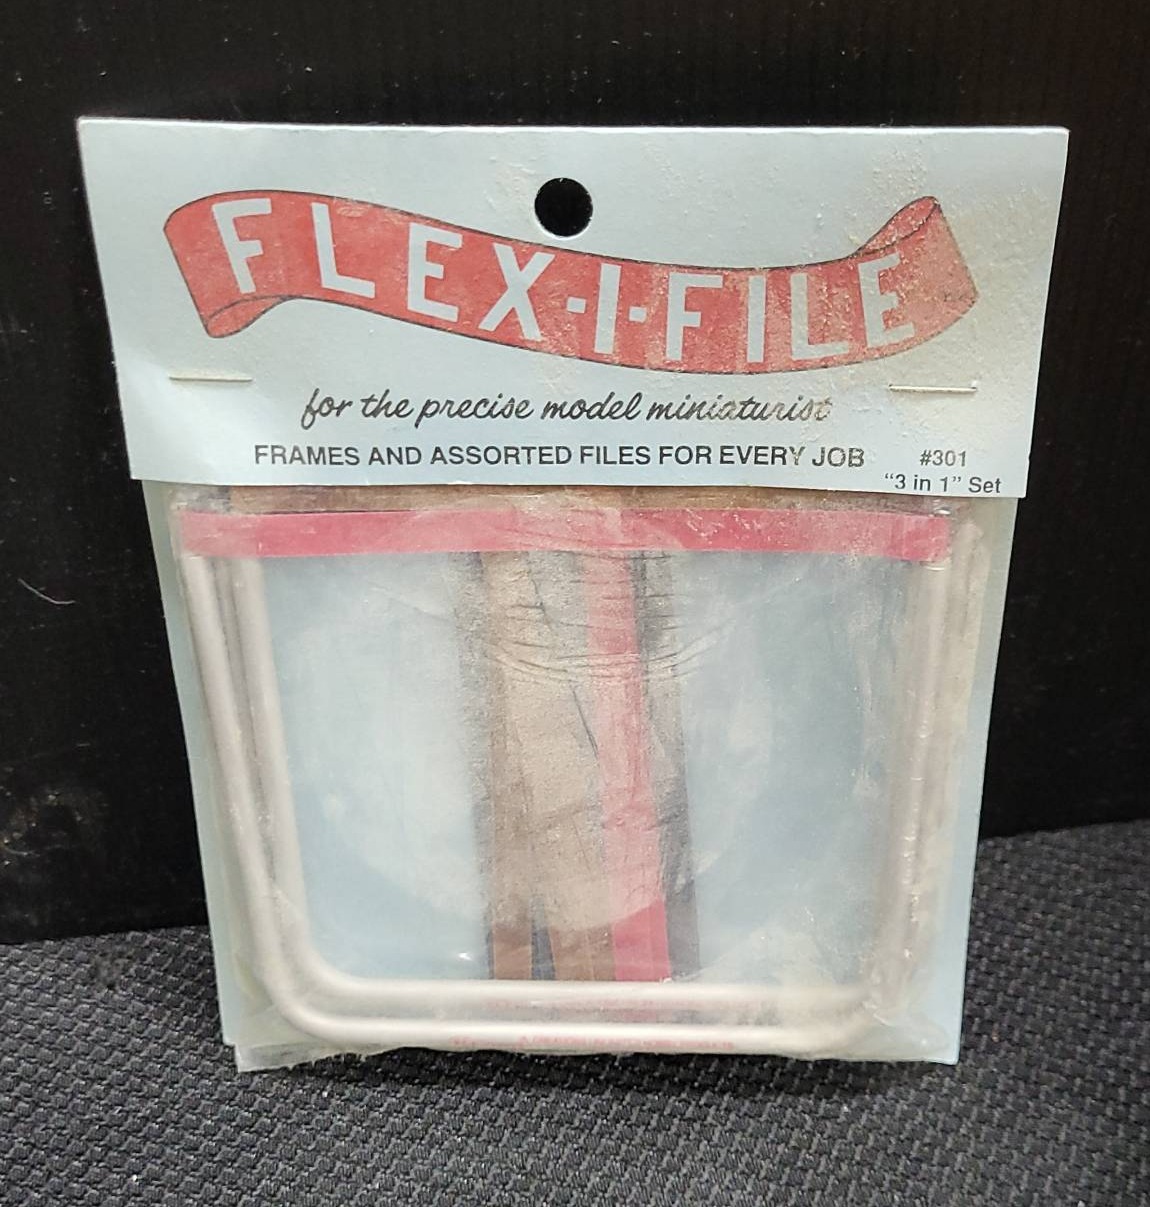 FLEX-I-FILE
for the precise model miniaturist
FRAMES AND ASSORTED FILES FOR EVERY JOB
#301
"3 in 1" Set